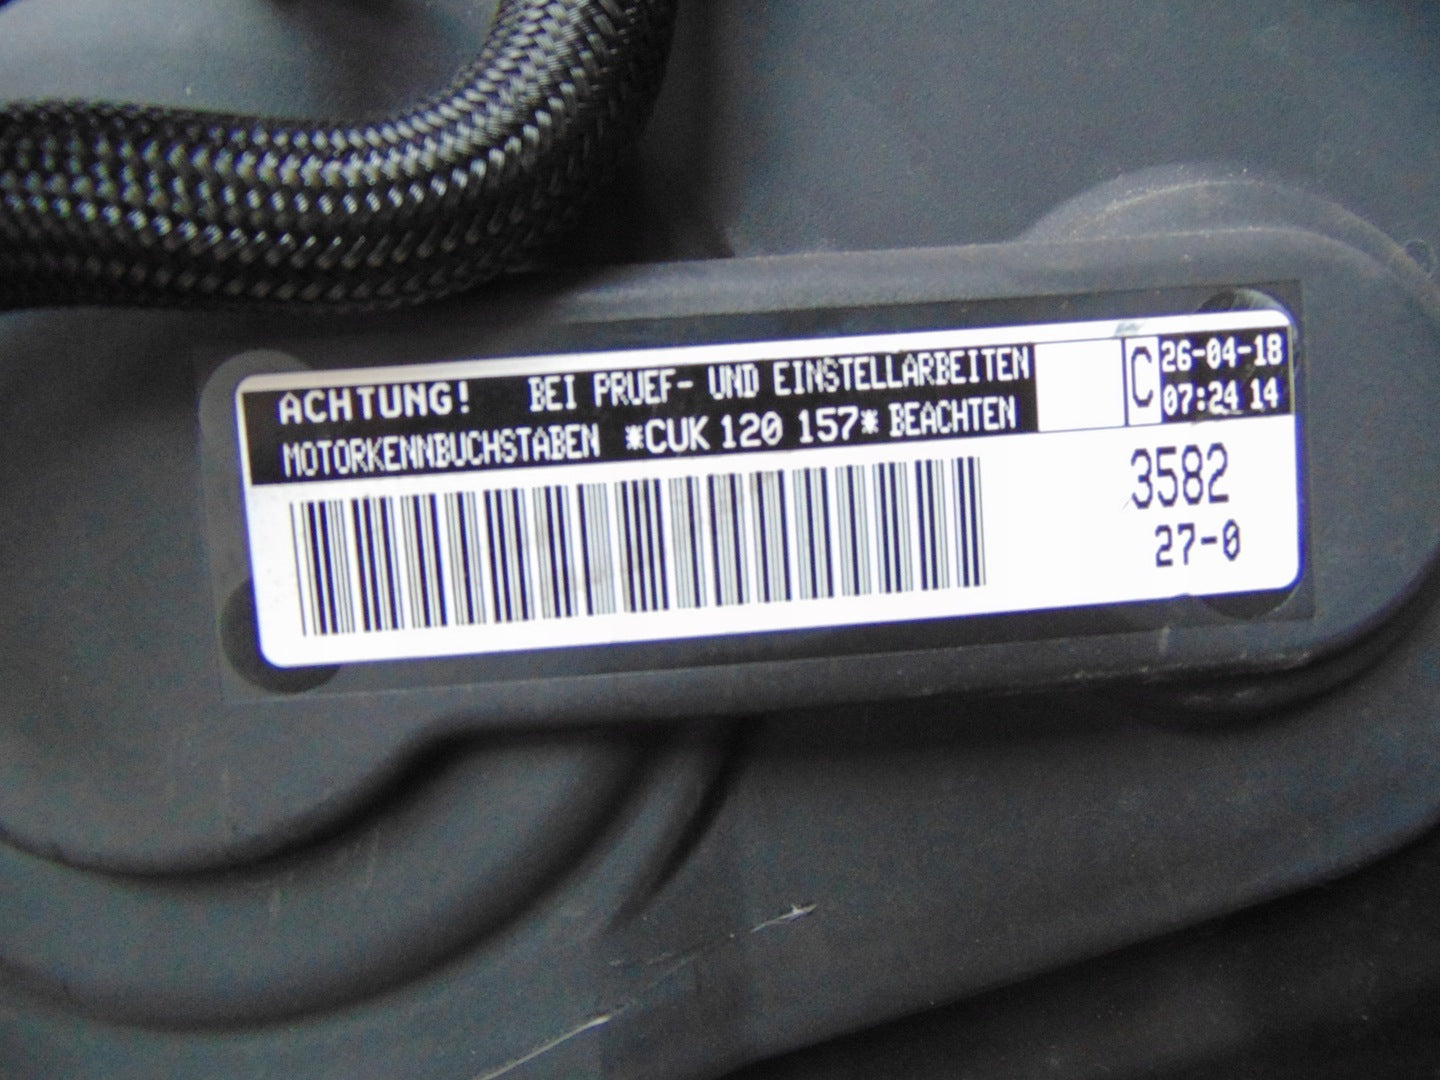 ACHTUNG! BEI PRUEF- UND EINSTELLARBEITEN
MOTORKENNBUCHSTABEN *CUK 120 157* BEACHTEN
C
26-04-18
07:24 14
3582
27-0